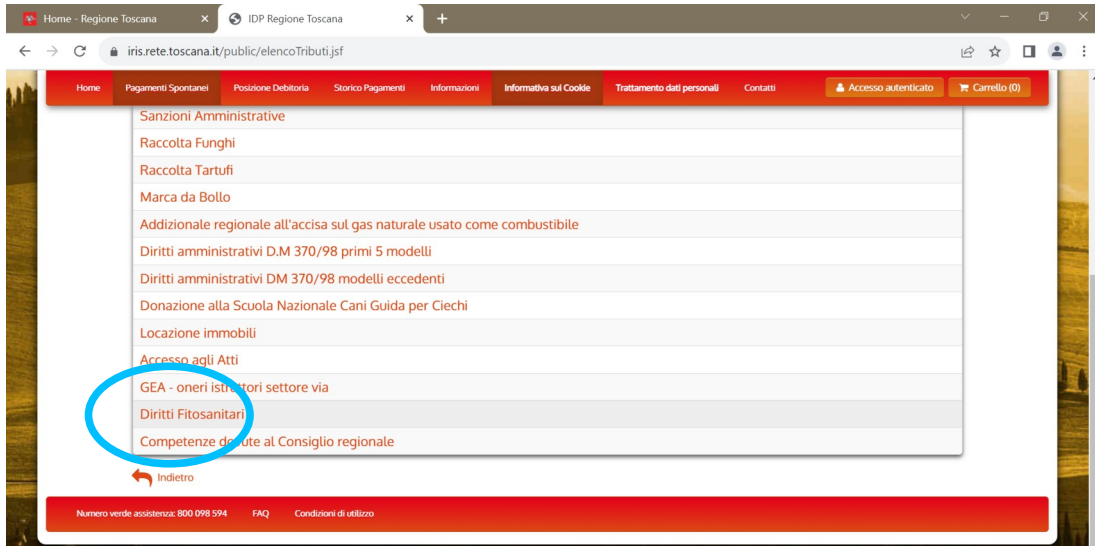 Home - Regione Toscana
IDP Regione Toscana
iris.rete.toscana.it/public/elencoTributi.jsf
Home Pagamenti Spontanei Posizione Debitoria Storico Pagamenti Informazioni Informativa sui Cookie Trattamento dati personali Contatti Accesso autenticato Carrello (0)
Sanzioni Amministrative
Raccolta Funghi
Raccolta Tartufi
Marca da Bollo
Addizionale regionale all'accisa sul gas naturale usato come combustibile
Diritti amministrativi D.M 370/98 primi 5 modelli
Diritti amministrativi DM 370/98 modelli eccedenti
Donazione alla Scuola Nazionale Cani Guida per Ciechi
Locazione immobili
Accesso agli Atti
GEA - oneri istruttori settore via
Diritti Fitosanitari
Competenze dovute al Consiglio regionale
Indietro
Numero verde assistenza: 800 098 594 FAQ Condizioni di utilizzo